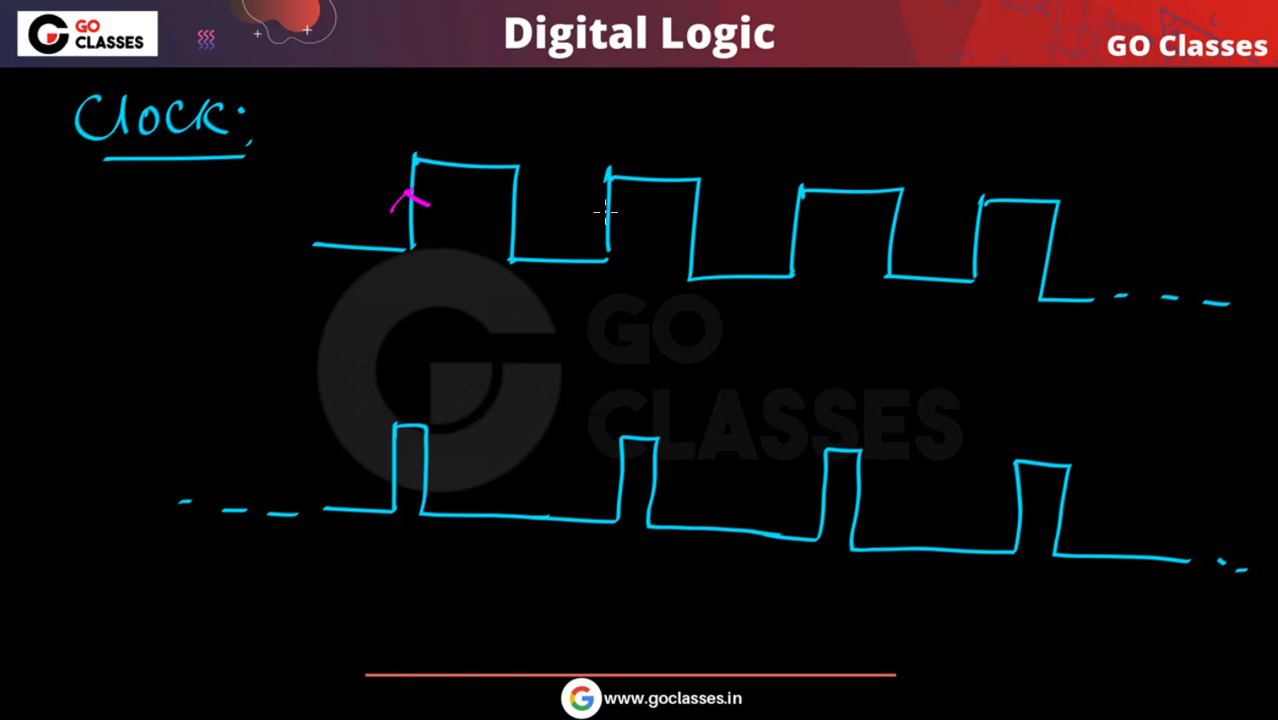 GO
CLASSES
Digital Logic
GO Classes
Clock:
GO
CLASSES
www.goclasses.in